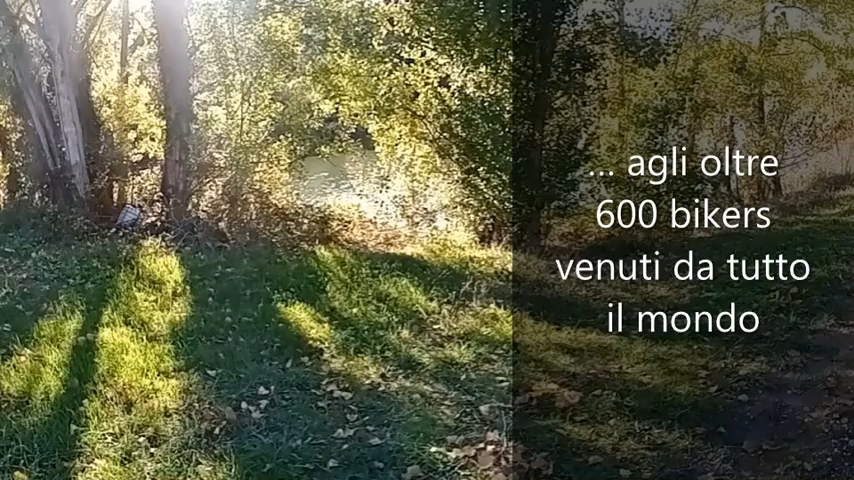 ... agli oltre
600 bikers
venuti da tutto
il mondo